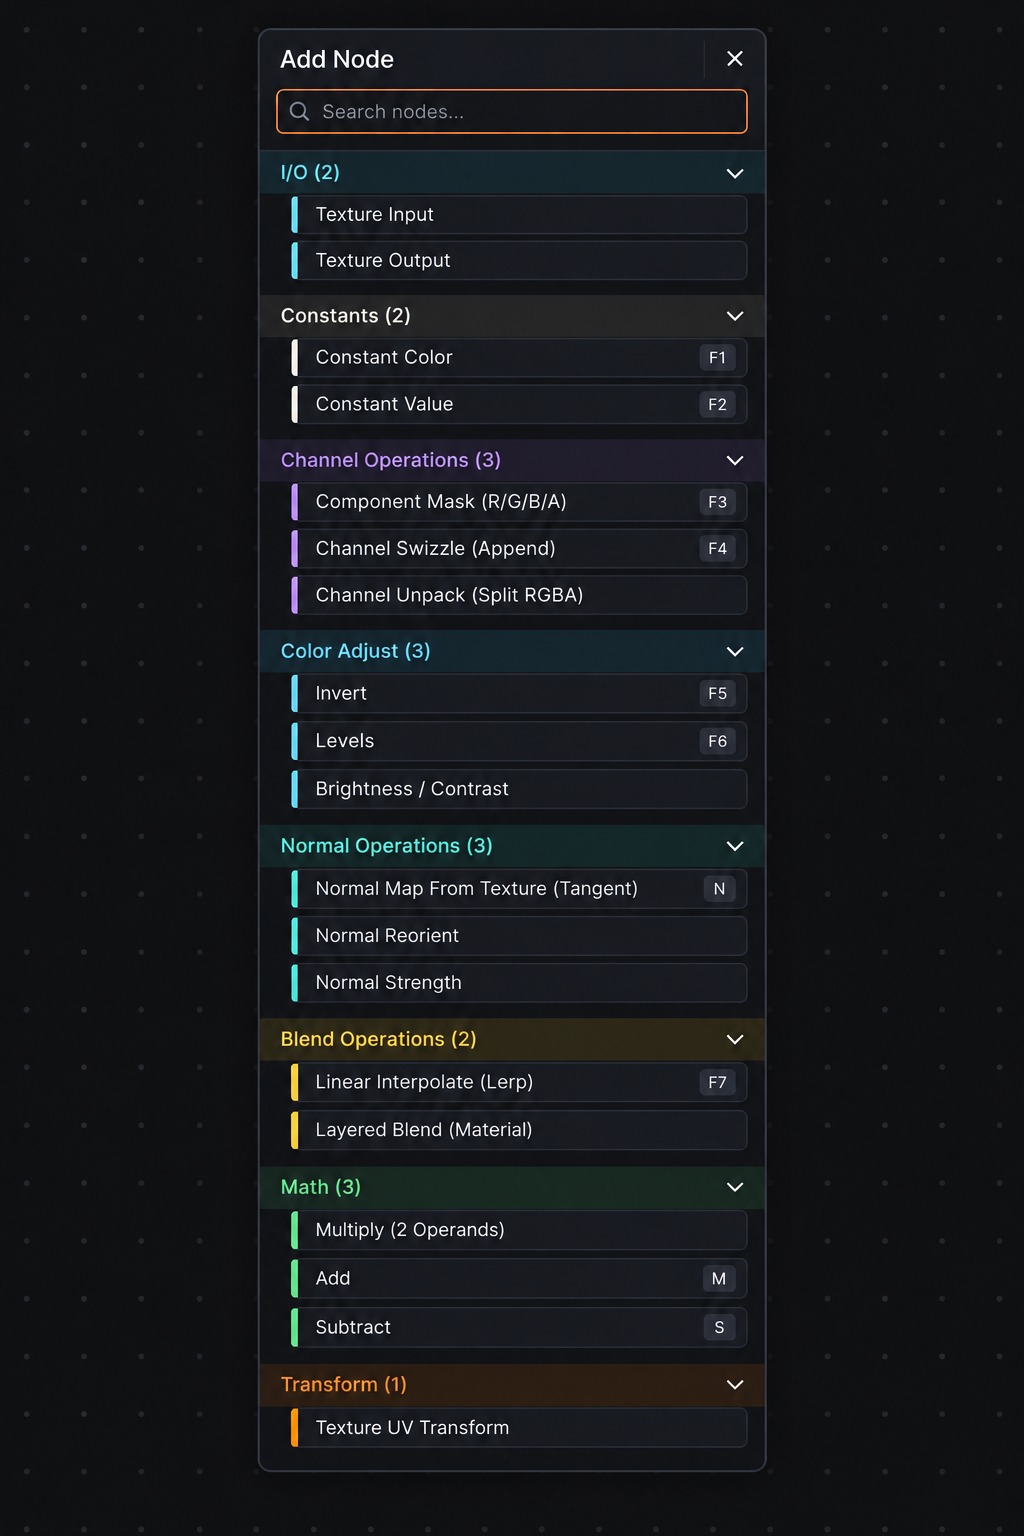 Add Node
Search nodes...
I/O (2)
Texture Input
Texture Output
Constants (2)
Constant Color F1
Constant Value F2
Channel Operations (3)
Component Mask (R/G/B/A) F3
Channel Swizzle (Append) F4
Channel Unpack (Split RGBA)
Color Adjust (3)
Invert F5
Levels F6
Brightness / Contrast
Normal Operations (3)
Normal Map From Texture (Tangent) N
Normal Reorient
Normal Strength
Blend Operations (2)
Linear Interpolate (Lerp) F7
Layered Blend (Material)
Math (3)
Multiply (2 Operands)
Add M
Subtract S
Transform (1)
Texture UV Transform